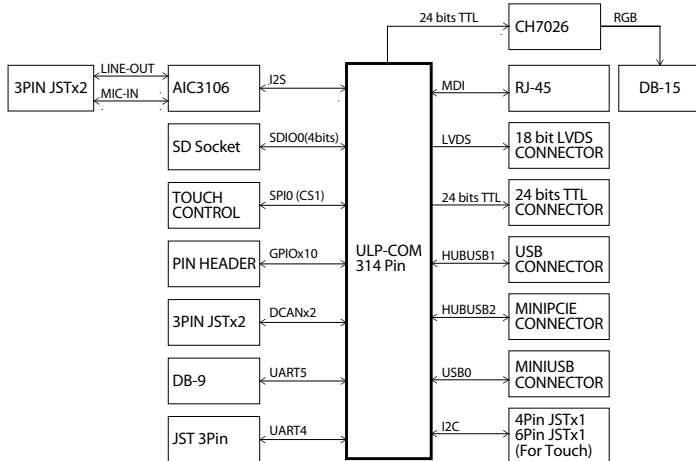 24 bits TTL
CH7026
RGB
3PIN JSTx2
LINE-OUT
MIC-IN
AIC3106
I2S
MDI
RJ-45
DB-15
SD Socket
SDIO0(4bits)
LVDS
18 bit LVDS
CONNECTOR
TOUCH
CONTROL
SPI0 (CS1)
24 bits TTL
24 bits TTL
CONNECTOR
PIN HEADER
GPIOx10
ULP-COM
314 Pin
HUBUSB1
USB
CONNECTOR
3PIN JSTx2
DCANx2
HUBUSB2
MINIPCIE
CONNECTOR
DB-9
UART5
USB0
MINIUSB
CONNECTOR
JST 3Pin
UART4
I2C
4Pin JSTx1
6Pin JSTx1
(For Touch)